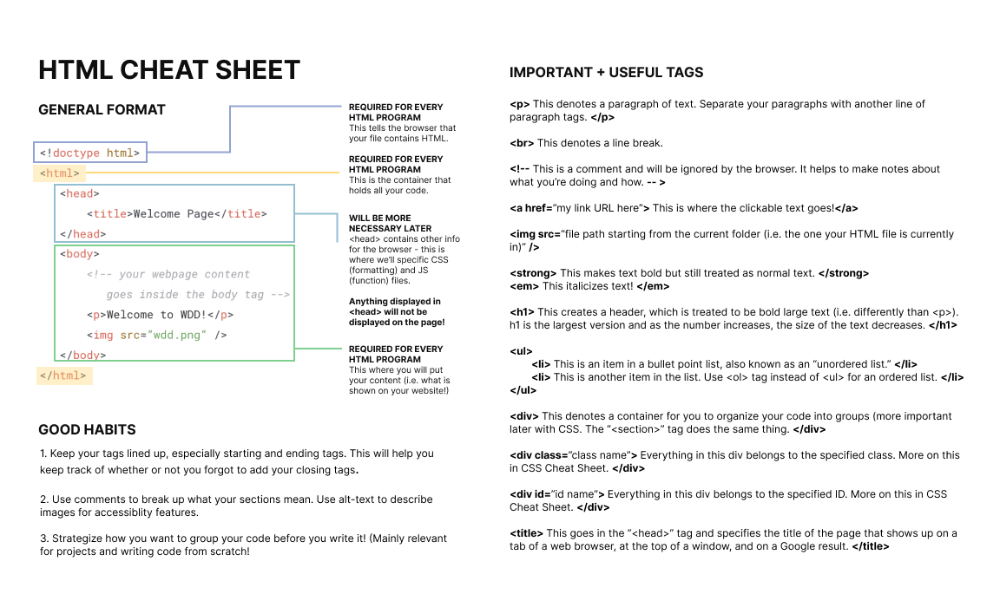 HTML CHEAT SHEET
GENERAL FORMAT
<!doctype html>
<html>
<head>
<title>Welcome Page</title>
</head>
<body>
<!-- your webpage content
goes inside the body tag -->
<p>Welcome to WDD!</p>
<img src="wdd.png" />
</body>
</html>
REQUIRED FOR EVERY
HTML PROGRAM
This tells the browser that
your file contains HTML.
REQUIRED FOR EVERY
HTML PROGRAM
This is the container that
holds all your code.
WILL BE MORE
NECESSARY LATER
<head> contains other info
for the browser - this is
where we'll specific CSS
(formatting) and JS
(function) files.
Anything displayed in
<head> will not be
displayed on the page!
REQUIRED FOR EVERY
HTML PROGRAM
This where you will put
your content (i.e. what is
shown on your website!)
GOOD HABITS
1. Keep your tags lined up, especially starting and ending tags. This will help you
keep track of whether or not you forgot to add your closing tags.
2. Use comments to break up what your sections mean. Use alt-text to describe
images for accessiblity features.
3. Strategize how you want to group your code before you write it! (Mainly relevant
for projects and writing code from scratch!
IMPORTANT + USEFUL TAGS
<p> This denotes a paragraph of text. Separate your paragraphs with another line of
paragraph tags. </p>
<br> This denotes a line break.
<!-- This is a comment and will be ignored by the browser. It helps to make notes about
what you're doing and how. -- >
<a href="my link URL here"> This is where the clickable text goes!</a>
<img src="file path starting from the current folder (i.e. the one your HTML file is currently
in)" />
<strong> This makes text bold but still treated as normal text. </strong>
<em> This italicizes text! </em>
<h1> This creates a header, which is treated to be bold large text (i.e. differently than <p>).
h1 is the largest version and as the number increases, the size of the text decreases. </h1>
<ul>
<li> This is an item in a bullet point list, also known as an "unordered list." </li>
<li> This is another item in the list. Use <ol> tag instead of <ul> for an ordered list. </li>
</ul>
<div> This denotes a container for you to organize your code into groups (more important
later with CSS. The "<section>" tag does the same thing. </div>
<div class="class name"> Everything in this div belongs to the specified class. More on this
in CSS Cheat Sheet. </div>
<div id="id name"> Everything in this div belongs to the specified ID. More on this in CSS
Cheat Sheet. </div>
<title> This goes in the "<head>" tag and specifies the title of the page that shows up on a
tab of a web browser, at the top of a window, and on a Google result. </title>